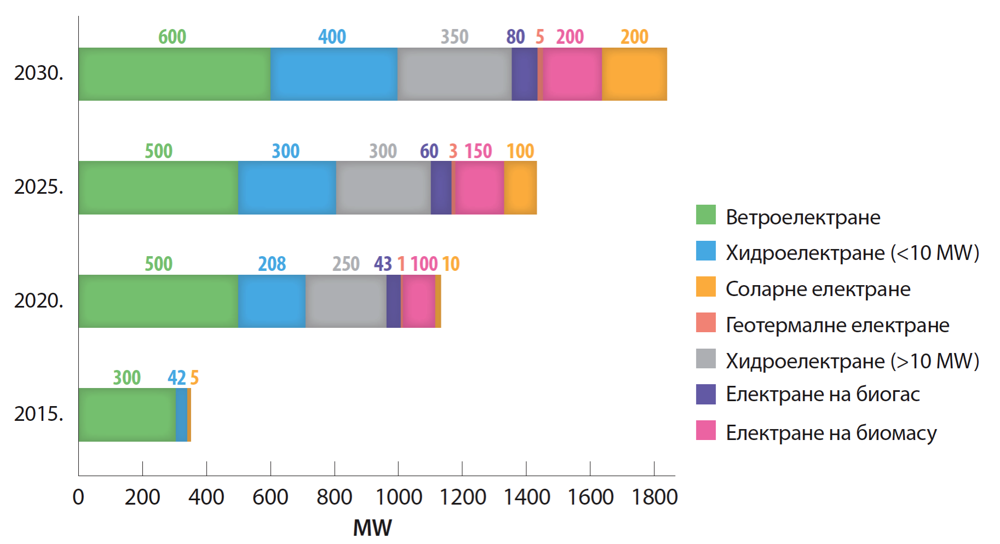 600 400 350 80 5 200 200
2030.
500 300 300 60 3 150 100
2025.
500 208 250 43 1 100 10
2020.
300 42 5
2015.
0 200 400 600 800 1000 1200 1400 1600 1800
MW
Ветроелектране
Хидроелектране (<10 MW)
Соларне електране
Геотермалне електране
Хидроелектране (>10 MW)
Електране на биогас
Електране на биомасу